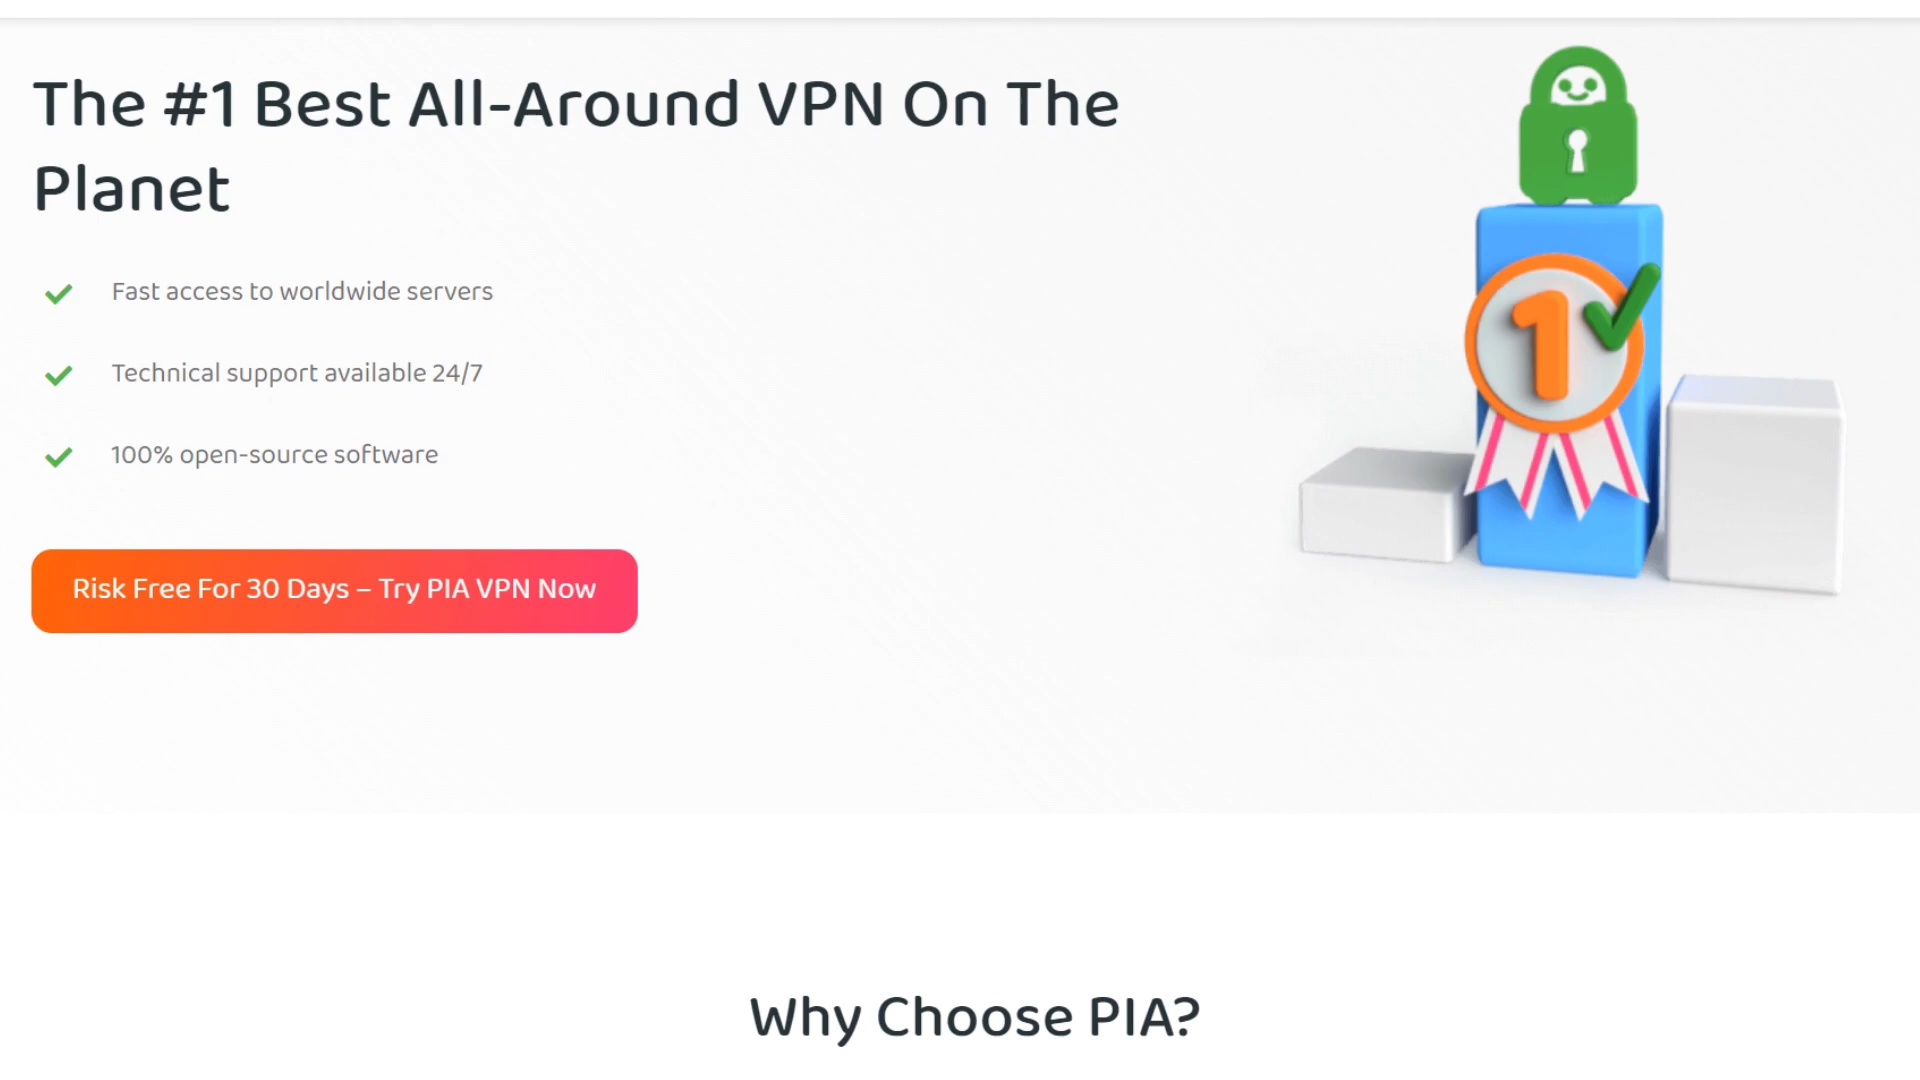 The #1 Best All-Around VPN On The
Planet
Fast access to worldwide servers
Technical support available 24/7
100% open-source software
Risk Free For 30 Days – Try PIA VPN Now
1
Why Choose PIA?